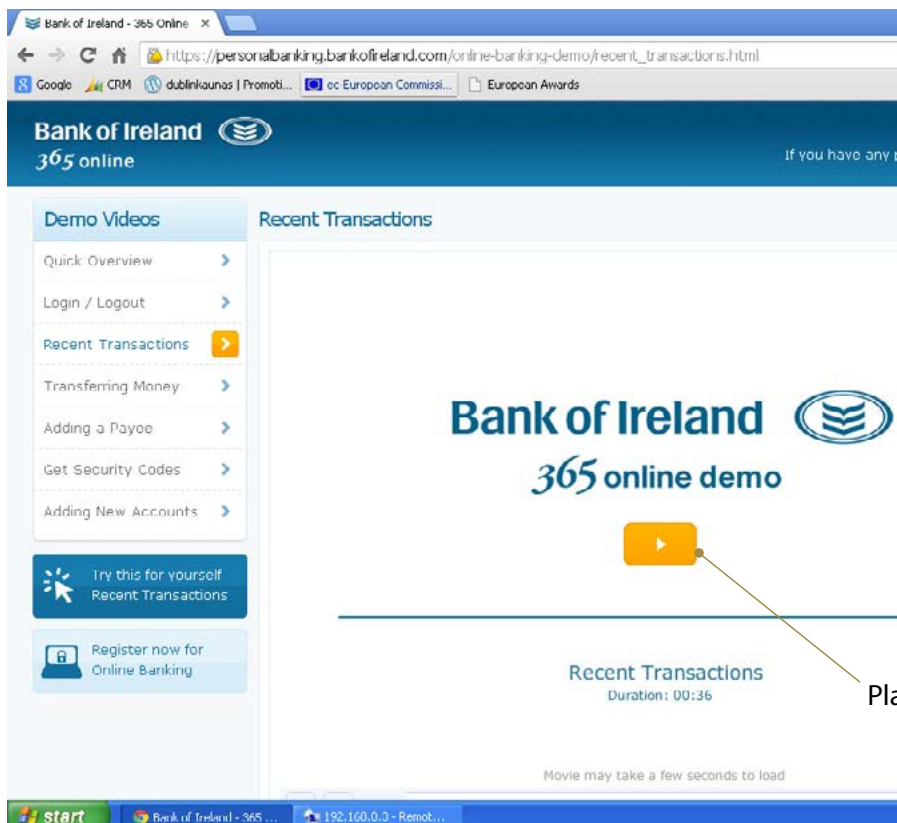 Bank of Ireland - 365 Online
https://personalbanking.bankofireland.com/online-banking-demo/recent_transactions.html
Google CRM dublinkaunas | Promoti... ec European Commissi... European Awards
Bank of Ireland
365 online
If you have any
Demo Videos
Recent Transactions
Quick Overview
Login / Logout
Recent Transactions
Transferring Money
Adding a Payee
Get Security Codes
Adding New Accounts
Try this for yourself
Recent Transactions
Register now for
Online Banking
Bank of Ireland
365 online demo
Recent Transactions
Duration: 00:36
Pla
Movie may take a few seconds to load
start Bank of Ireland - 365 ... 192.168.0.3 - Remot...